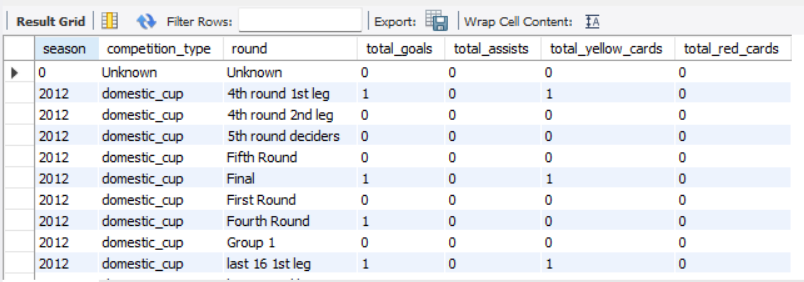 Result Grid Filter Rows: Export: Wrap Cell Content: IA
season competition_type round total_goals total_assists total_yellow_cards total_red_cards
0 Unknown Unknown 0 0 0 0
2012 domestic_cup 4th round 1st leg 1 0 1 0
2012 domestic_cup 4th round 2nd leg 0 0 0 0
2012 domestic_cup 5th round deciders 0 0 0 0
2012 domestic_cup Fifth Round 0 0 0 0
2012 domestic_cup Final 1 0 1 0
2012 domestic_cup First Round 0 0 0 0
2012 domestic_cup Fourth Round 1 0 0 0
2012 domestic_cup Group 1 0 0 0 0
2012 domestic_cup last 16 1st leg 1 0 1 0